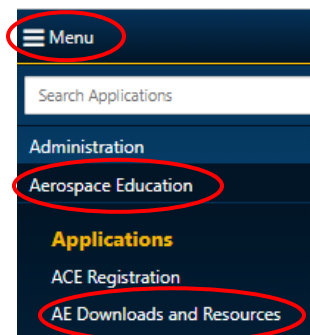 Menu
Search Applications
Administration
Aerospace Education
Applications
ACE Registration
AE Downloads and Resources